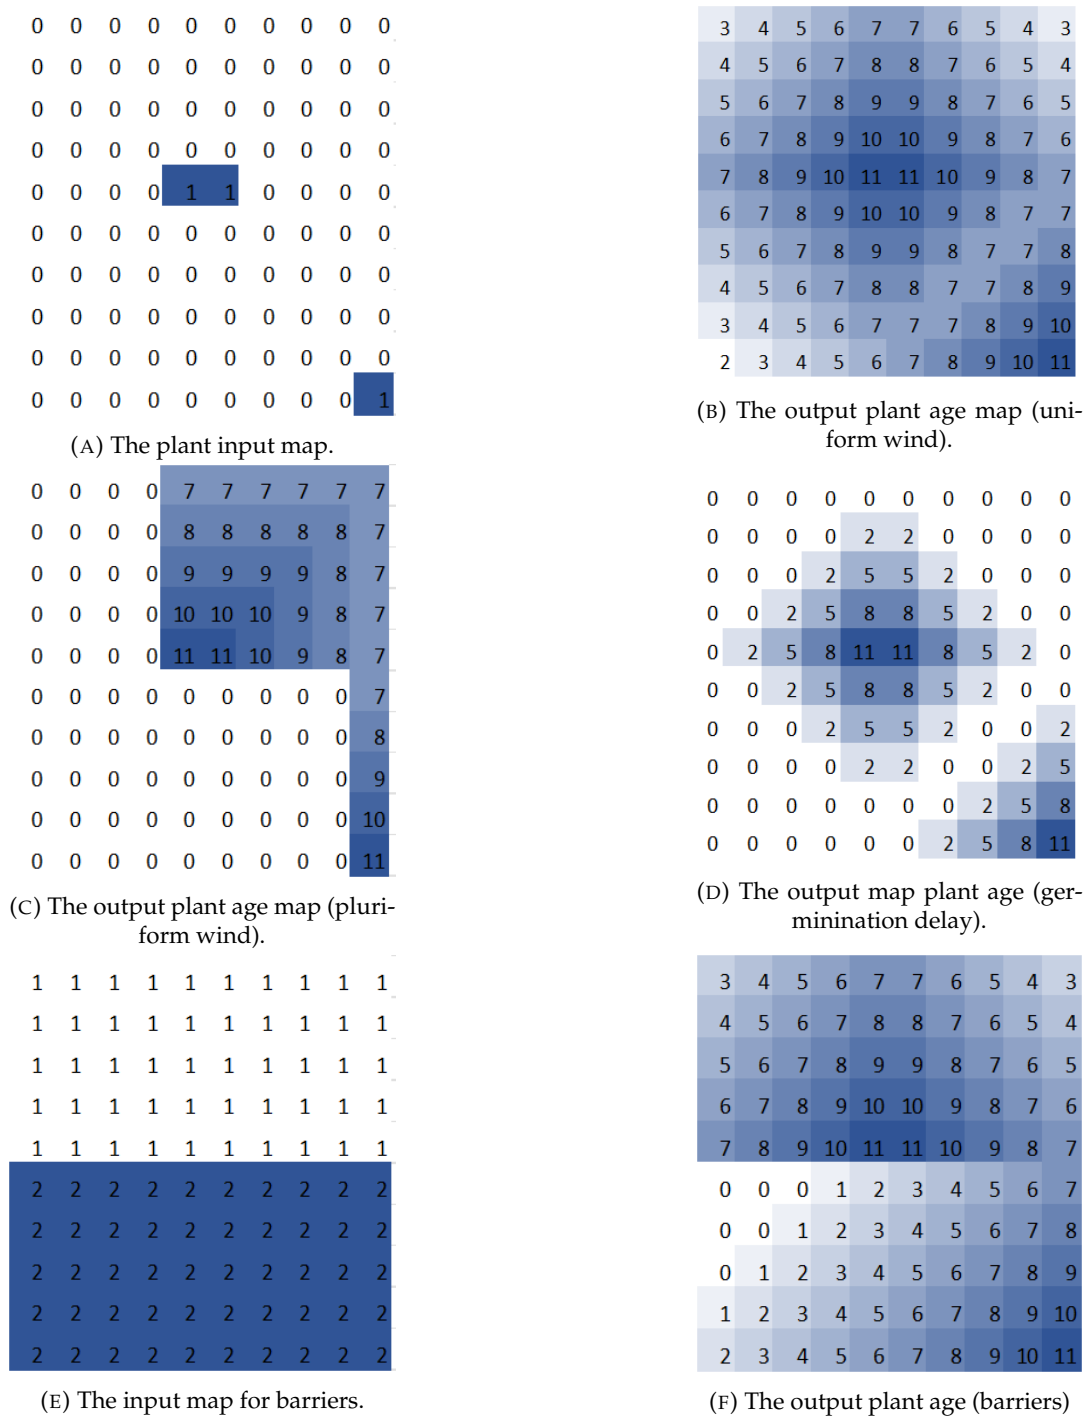 0 0 0 0 0 0 0 0 0 0
0 0 0 0 0 0 0 0 0 0
0 0 0 0 0 0 0 0 0 0
0 0 0 0 0 0 0 0 0 0
0 0 0 0 1 1 0 0 0 0
0 0 0 0 0 0 0 0 0 0
0 0 0 0 0 0 0 0 0 0
0 0 0 0 0 0 0 0 0 0
0 0 0 0 0 0 0 0 0 0
0 0 0 0 0 0 0 0 0 1
(A) The plant input map.
3 4 5 6 7 7 6 5 4 3
4 5 6 7 8 8 7 6 5 4
5 6 7 8 9 9 8 7 6 5
6 7 8 9 10 10 9 8 7 6
7 8 9 10 11 11 10 9 8 7
6 7 8 9 10 10 9 8 7 7
5 6 7 8 9 9 8 7 7 8
4 5 6 7 8 8 7 7 8 9
3 4 5 6 7 7 7 8 9 10
2 3 4 5 6 7 8 9 10 11
(B) The output plant age map (uni-
form wind).
0 0 0 0 7 7 7 7 7 7
0 0 0 0 8 8 8 8 8 7
0 0 0 0 9 9 9 9 8 7
0 0 0 0 10 10 10 9 8 7
0 0 0 0 11 11 10 9 8 7
0 0 0 0 0 0 0 0 0 7
0 0 0 0 0 0 0 0 0 8
0 0 0 0 0 0 0 0 0 9
0 0 0 0 0 0 0 0 0 10
0 0 0 0 0 0 0 0 0 11
(C) The output plant age map (pluri-
form wind).
0 0 0 0 0 0 0 0 0 0
0 0 0 0 2 2 0 0 0 0
0 0 0 2 5 5 2 0 0 0
0 0 2 5 8 8 5 2 0 0
0 2 5 8 11 11 8 5 2 0
0 0 2 5 8 8 5 2 0 0
0 0 0 2 5 5 2 0 0 2
0 0 0 0 2 2 0 0 2 5
0 0 0 0 0 0 0 2 5 8
0 0 0 0 0 0 2 5 8 11
(D) The output map plant age (ger-
minination delay).
1 1 1 1 1 1 1 1 1 1
1 1 1 1 1 1 1 1 1 1
1 1 1 1 1 1 1 1 1 1
1 1 1 1 1 1 1 1 1 1
1 1 1 1 1 1 1 1 1 1
2 2 2 2 2 2 2 2 2 2
2 2 2 2 2 2 2 2 2 2
2 2 2 2 2 2 2 2 2 2
2 2 2 2 2 2 2 2 2 2
2 2 2 2 2 2 2 2 2 2
(E) The input map for barriers.
3 4 5 6 7 7 6 5 4 3
4 5 6 7 8 8 7 6 5 4
5 6 7 8 9 9 8 7 6 5
6 7 8 9 10 10 9 8 7 6
7 8 9 10 11 11 10 9 8 7
0 0 0 1 2 3 4 5 6 7
0 0 1 2 3 4 5 6 7 8
0 1 2 3 4 5 6 7 8 9
1 2 3 4 5 6 7 8 9 10
2 3 4 5 6 7 8 9 10 11
(F) The output plant age (barriers)